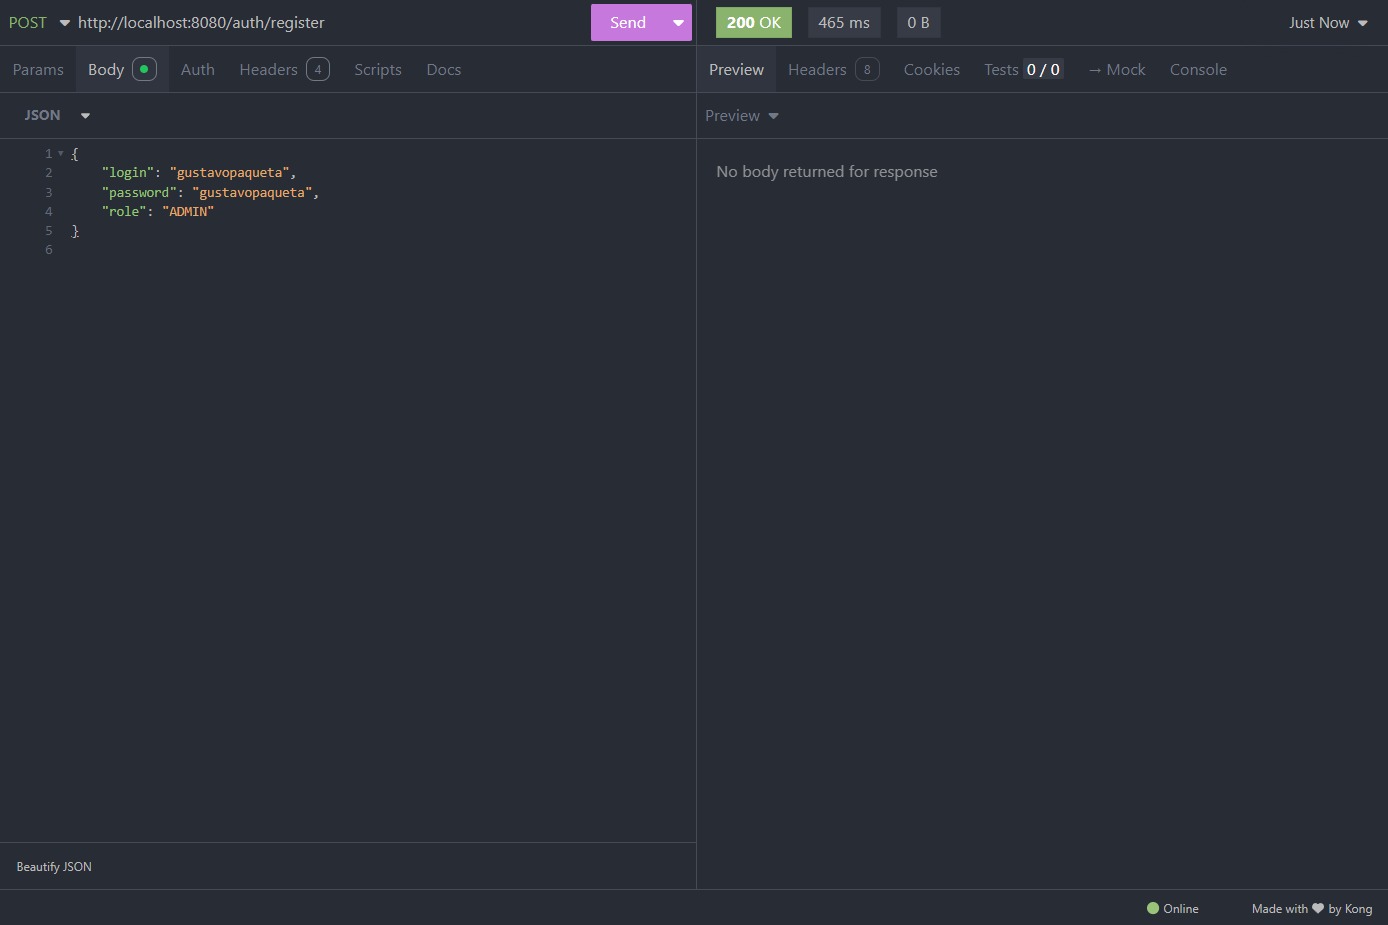 POST http://localhost:8080/auth/register Send
200 OK 465 ms 0 B Just Now
Params Body Auth Headers 4 Scripts Docs
Preview Headers 8 Cookies Tests 0 / 0 → Mock Console
JSON
Preview
1 {
2 "login": "gustavopaqueta",
3 "password": "gustavopaqueta",
4 "role": "ADMIN"
5 }
6
No body returned for response
Beautify JSON
Online Made with ♥ by Kong